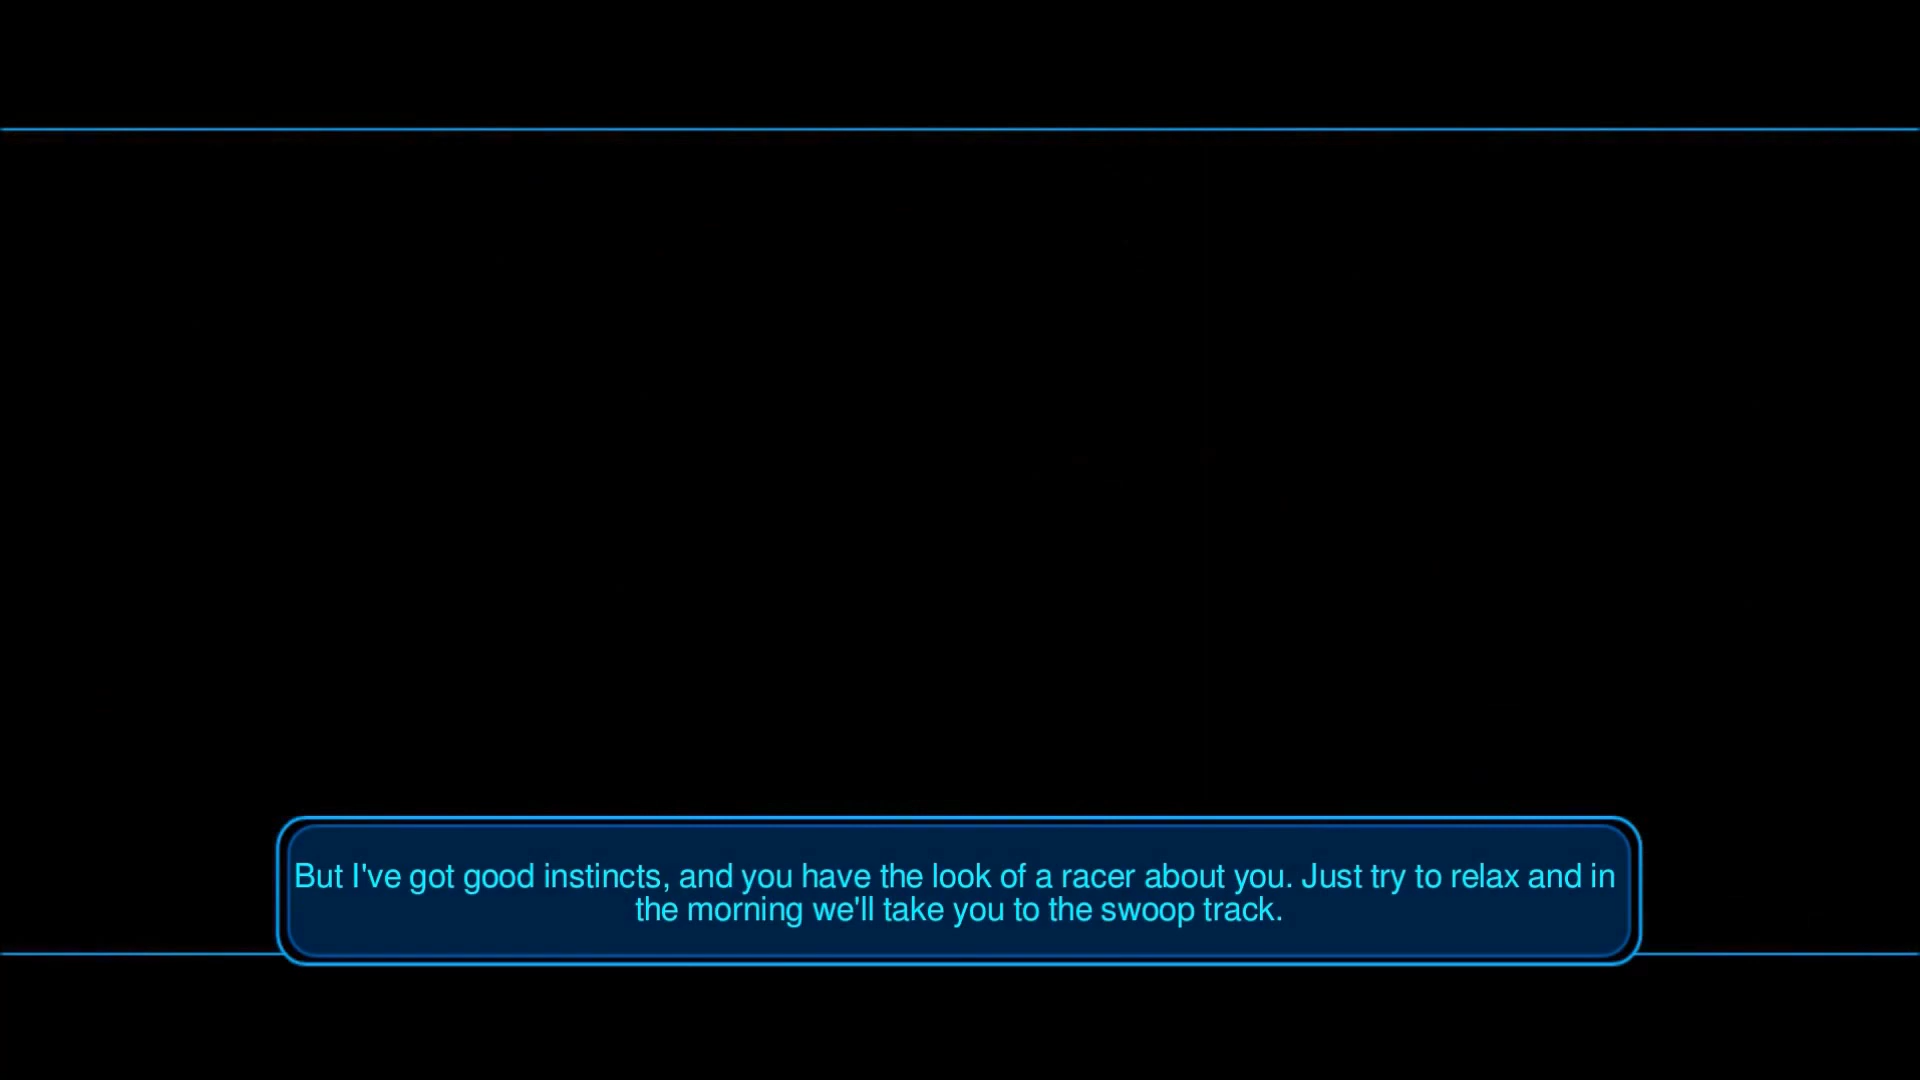 But I've got good instincts, and you have the look of a racer about you. Just try to relax and in
the morning we'll take you to the swoop track.